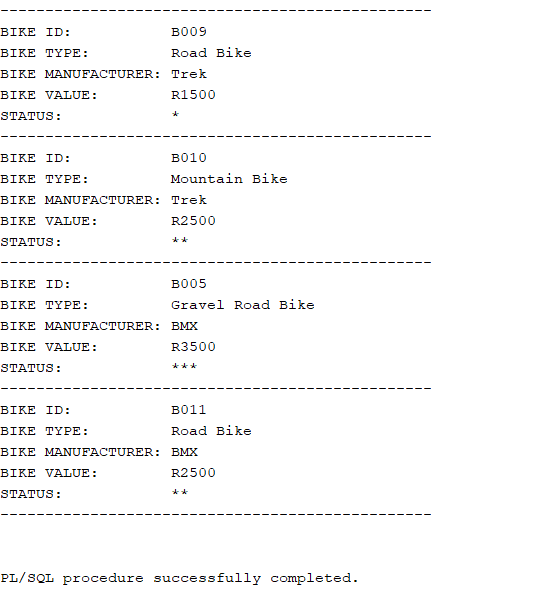 ------------------------------------------------
BIKE ID:            B009
BIKE TYPE:          Road Bike
BIKE MANUFACTURER: Trek
BIKE VALUE:         R1500
STATUS:             *
------------------------------------------------
BIKE ID:            B010
BIKE TYPE:          Mountain Bike
BIKE MANUFACTURER: Trek
BIKE VALUE:         R2500
STATUS:             **
------------------------------------------------
BIKE ID:            B005
BIKE TYPE:          Gravel Road Bike
BIKE MANUFACTURER: BMX
BIKE VALUE:         R3500
STATUS:             ***
------------------------------------------------
BIKE ID:            B011
BIKE TYPE:          Road Bike
BIKE MANUFACTURER: BMX
BIKE VALUE:         R2500
STATUS:             **
------------------------------------------------
PL/SQL procedure successfully completed.